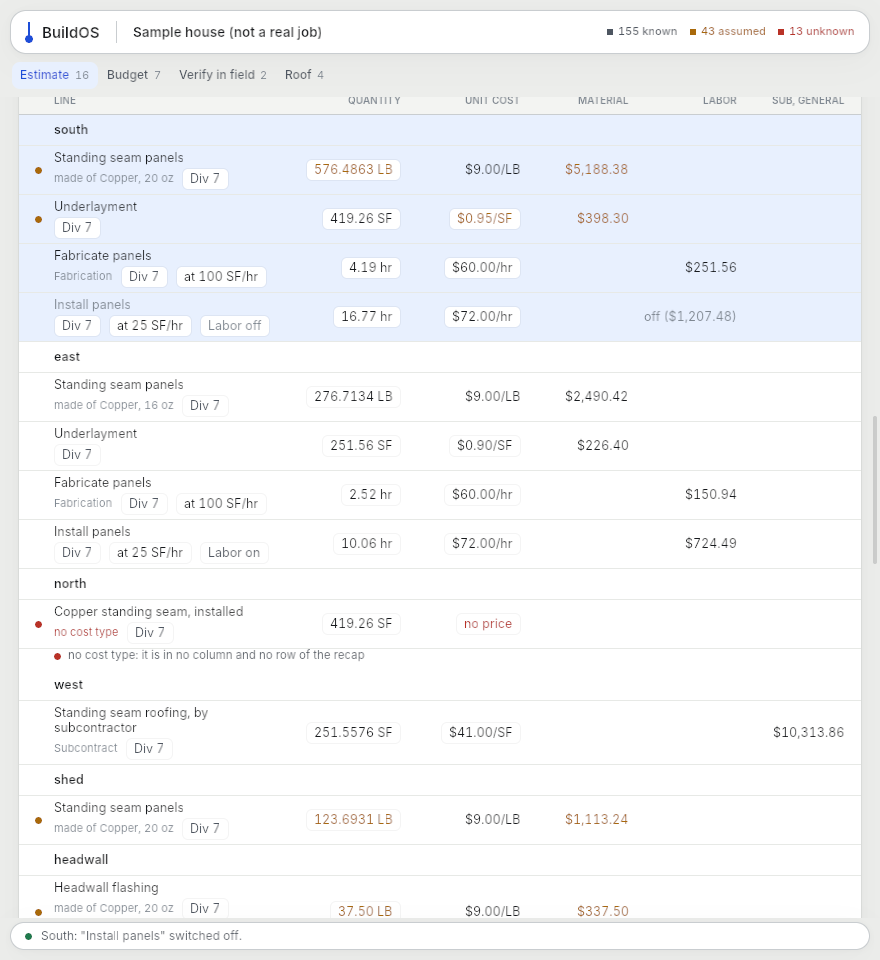 BuildOS Sample house (not a real job) 155 known 43 assumed 13 unknown
Estimate 16 Budget 7 Verify in field 2 Roof 4
LINE QUANTITY UNIT COST MATERIAL LABOR SUB, GENERAL
south
Standing seam panels
made of Copper, 20 oz Div 7 576.4863 LB $9.00/LB $5,188.38
Underlayment
Div 7 419.26 SF $0.95/SF $398.30
Fabricate panels
Fabrication Div 7 at 100 SF/hr 4.19 hr $60.00/hr $251.56
Install panels
Div 7 at 25 SF/hr Labor off 16.77 hr $72.00/hr off ($1,207.48)
east
Standing seam panels
made of Copper, 16 oz Div 7 276.7134 LB $9.00/LB $2,490.42
Underlayment
Div 7 251.56 SF $0.90/SF $226.40
Fabricate panels
Fabrication Div 7 at 100 SF/hr 2.52 hr $60.00/hr $150.94
Install panels
Div 7 at 25 SF/hr Labor on 10.06 hr $72.00/hr $724.49
north
Copper standing seam, installed
no cost type Div 7 419.26 SF no price
no cost type: it is in no column and no row of the recap
west
Standing seam roofing, by
subcontractor
Subcontract Div 7 251.5576 SF $41.00/SF $10,313.86
shed
Standing seam panels
made of Copper, 20 oz Div 7 123.6931 LB $9.00/LB $1,113.24
headwall
Headwall flashing
made of Copper, 20 oz Div 7 37.50 LB $9.00/LB $337.50
South: "Install panels" switched off.